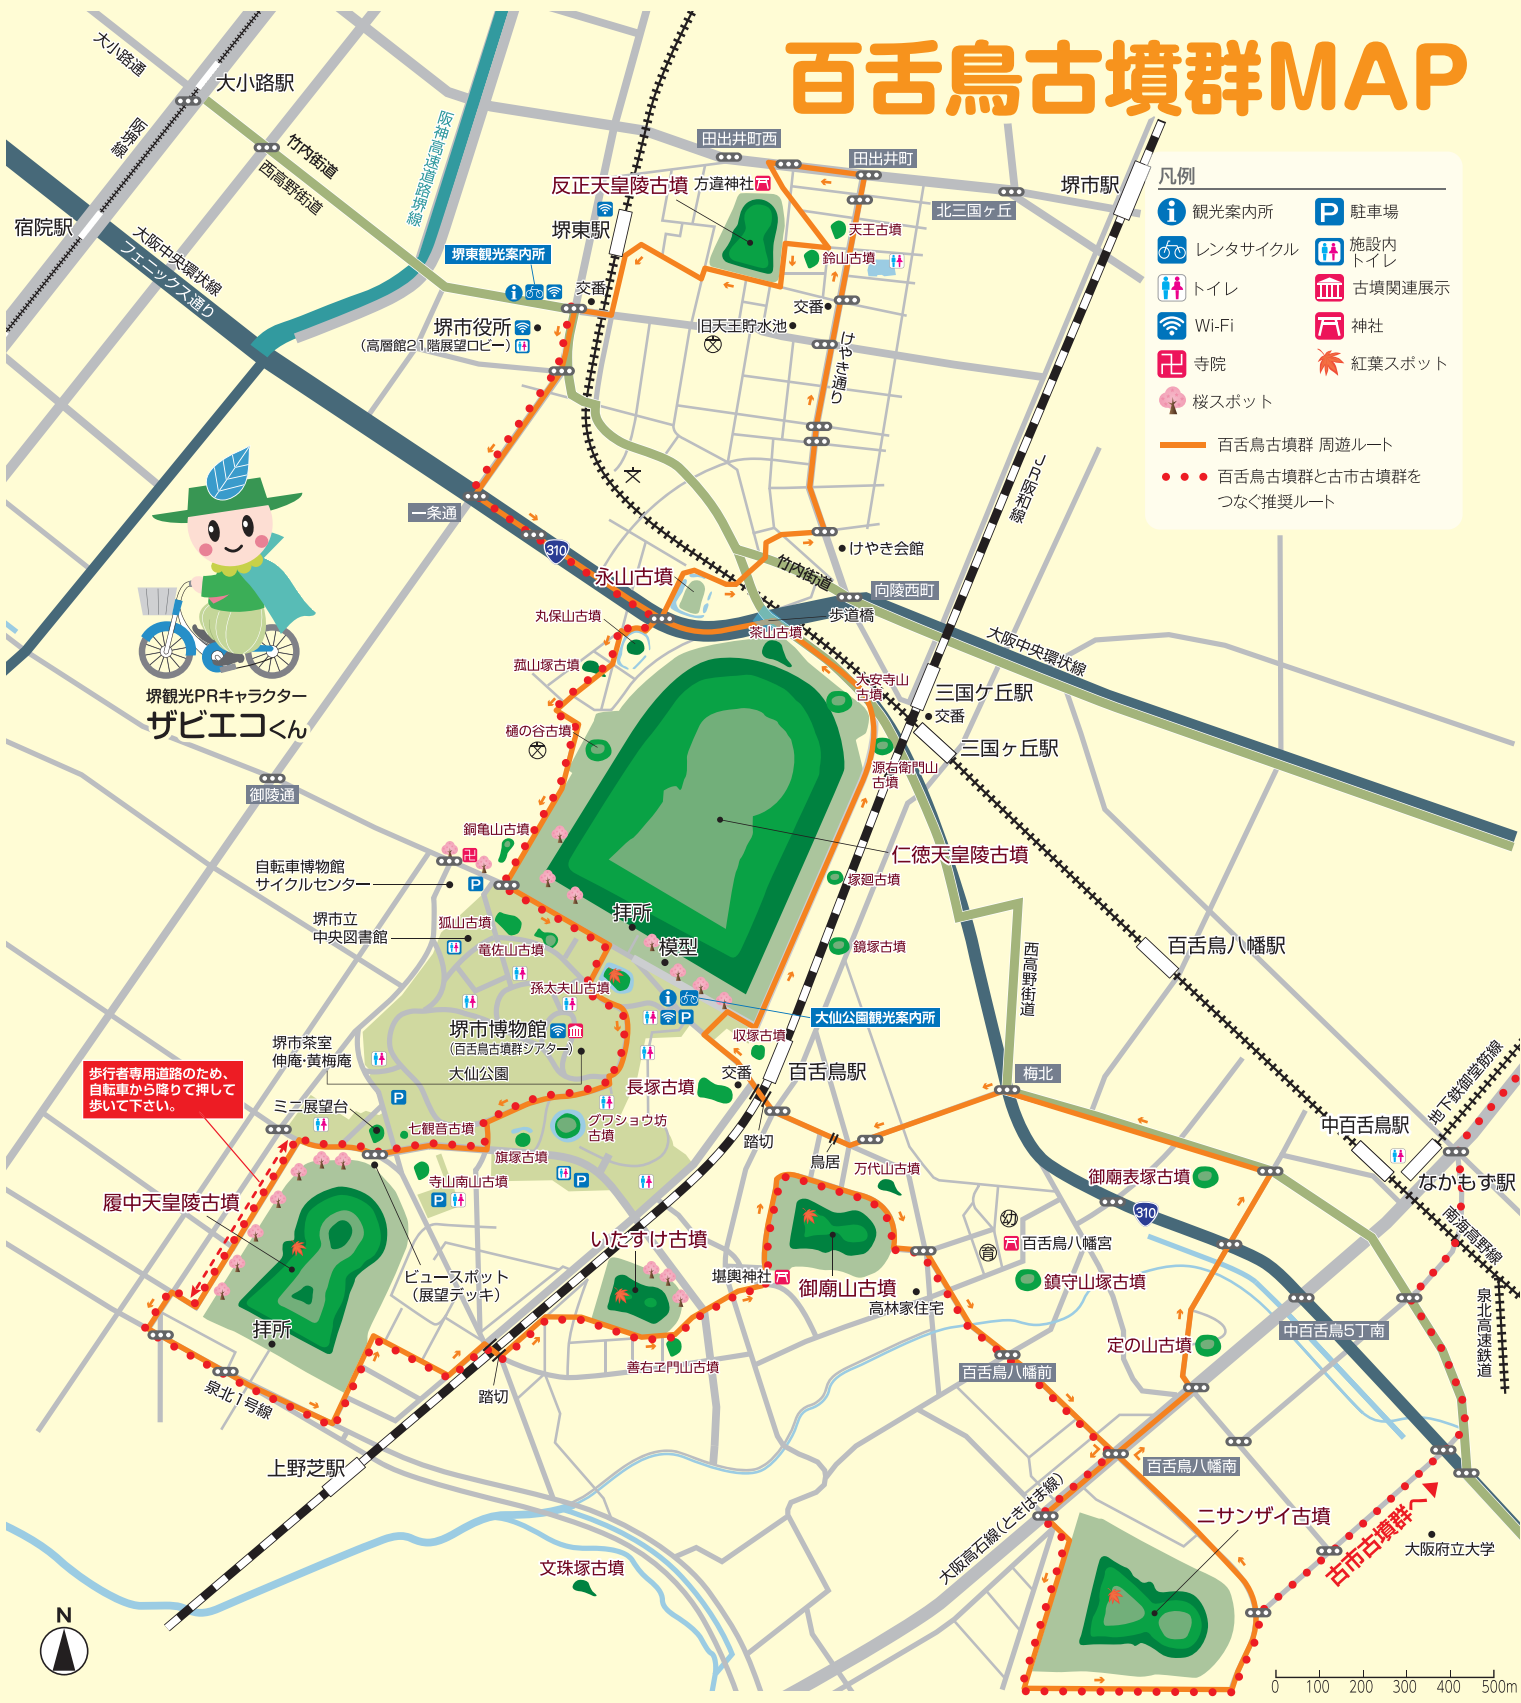 百舌鳥古墳群MAP
大小路通
大小路駅
阪堺線
竹内街道
西高野街道
阪神高速道路堺線
宿院駅
大阪中央環状線
フェニックス通り
田出井町西
田出井町
反正天皇陵古墳
方違神社
堺市駅
北三国ヶ丘
堺東駅
天王古墳
鈴山古墳
堺東観光案内所
交番
堺市役所
（高層館21階展望ロビー）
交番
旧天王貯水池
けやき通り
凡例
観光案内所
駐車場
レンタサイクル
施設内
トイレ
トイレ
古墳関連展示
Wi-Fi
神社
寺院
紅葉スポット
桜スポット
百舌鳥古墳群 周遊ルート
百舌鳥古墳群と古市古墳群を
つなぐ推奨ルート
JR阪和線
一条通
310
けやき会館
永山古墳
竹内街道
向陵西町
丸保山古墳
歩道橋
茶山古墳
大阪中央環状線
菰山塚古墳
大安寺山
古墳
三国ケ丘駅
交番
堺観光PRキャラクター
ザビエコくん
樋の谷古墳
三国ヶ丘駅
源右衛門山
古墳
御陵通
銅亀山古墳
仁徳天皇陵古墳
自転車博物館
サイクルセンター
塚廻古墳
堺市立
中央図書館
狐山古墳
拝所
模型
竜佐山古墳
鏡塚古墳
百舌鳥八幡駅
西高野街道
孫太夫山古墳
大仙公園観光案内所
堺市博物館
（百舌鳥古墳群シアター）
収塚古墳
堺市茶室
伸庵・黄梅庵
大仙公園
交番
百舌鳥駅
梅北
歩行者専用道路のため、
自転車から降りて押して
歩いて下さい。
長塚古墳
ミニ展望台
七観音古墳
グワショウ坊
古墳
踏切
鳥居
地下鉄御堂筋線
中百舌鳥駅
旗塚古墳
万代山古墳
御廟表塚古墳
なかもず駅
寺山南山古墳
履中天皇陵古墳
310
南海高野線
いたすけ古墳
幼
育
百舌鳥八幡宮
ビュースポット
（展望デッキ）
堪輿神社
御廟山古墳
鎮守山塚古墳
高林家住宅
泉北高速鉄道
拝所
中百舌鳥5丁南
定の山古墳
善右ヱ門山古墳
百舌鳥八幡前
泉北1号線
踏切
上野芝駅
百舌鳥八幡南
大阪高石線（ときはま線）
ニサンザイ古墳
古市古墳群へ
大阪府立大学
文珠塚古墳
N
0 100 200 300 400 500m